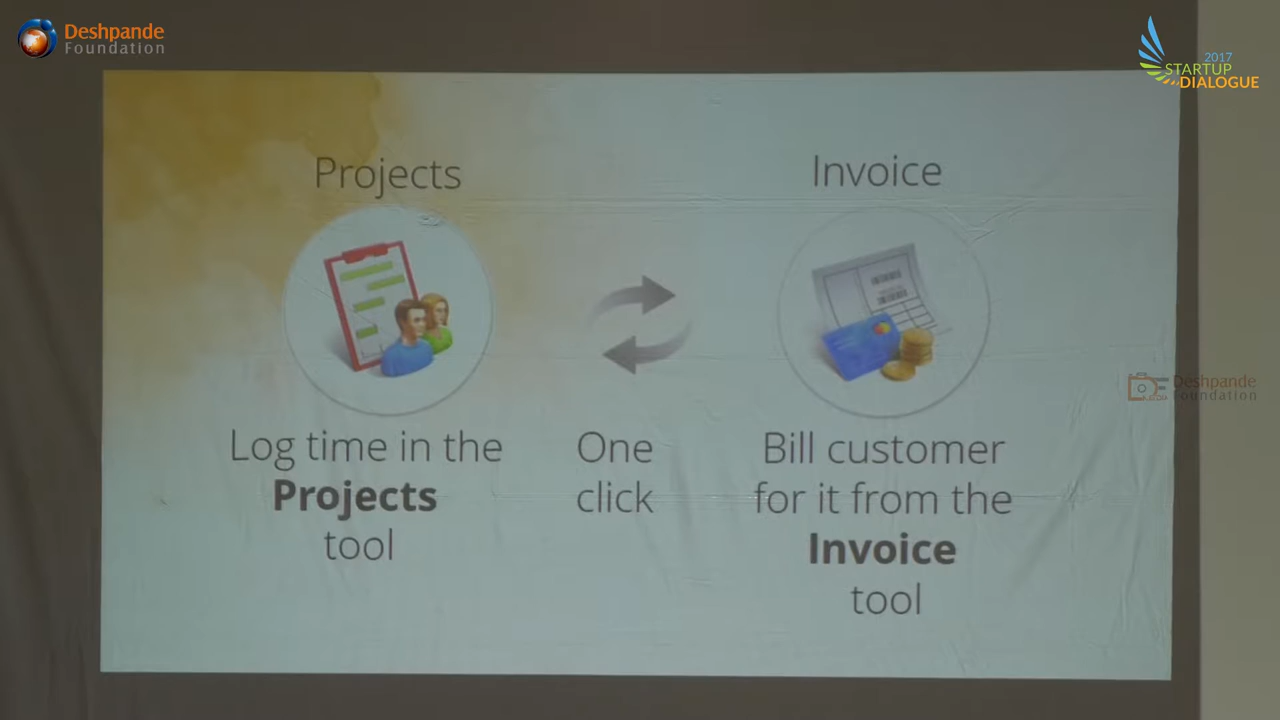 Deshpande
Foundation
2017
STARTUP
DIALOGUE
Projects
Invoice
Log time in the
Projects
tool
One
click
Bill customer
for it from the
Invoice
tool
Deshpande
Foundation